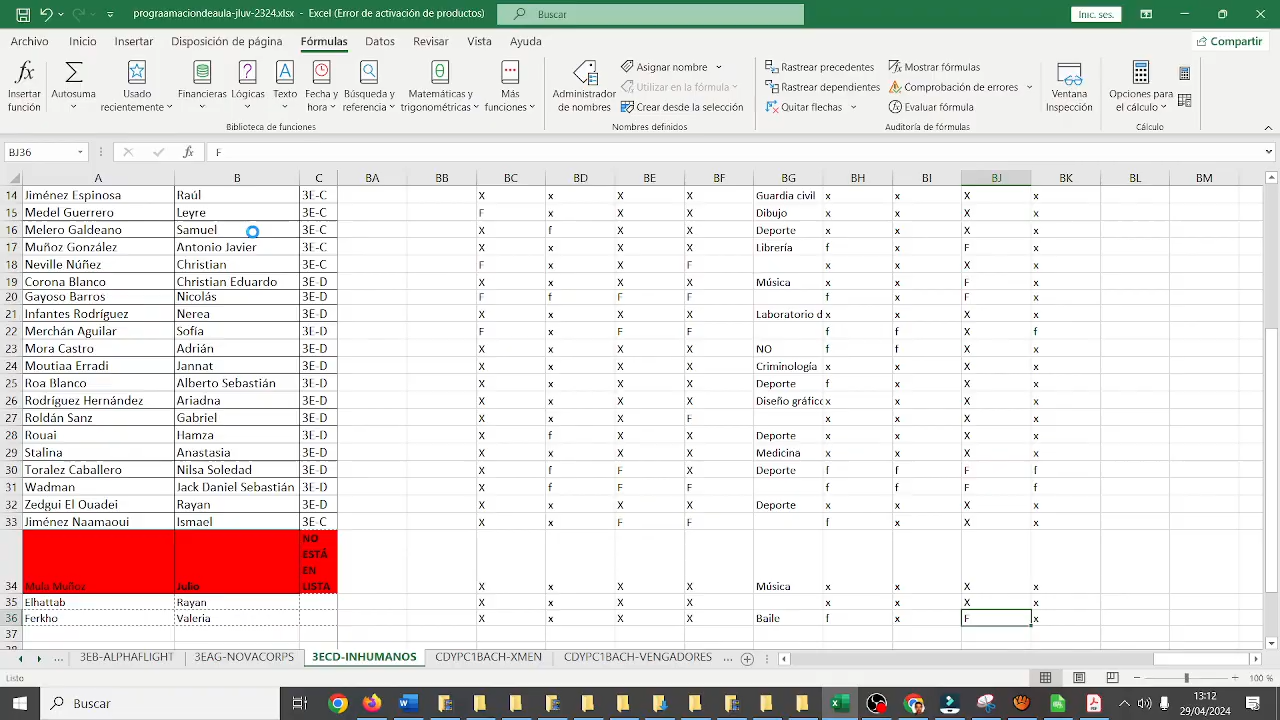 programacionaula-jluv-2324.xlsx - Excel (Error de activación de productos)
Buscar
Inic. ses.
Archivo Inicio Insertar Disposición de página Fórmulas Datos Revisar Vista Ayuda
Compartir
Insertar función
Autosuma
Usado recientemente
Financieras
Lógicas
Texto
Fecha y hora
Búsqueda y referencia
Matemáticas y trigonométricas
Más funciones
Biblioteca de funciones
Administrador de nombres
Asignar nombre
Utilizar en la fórmula
Crear desde la selección
Nombres definidos
Rastrear precedentes
Rastrear dependientes
Quitar flechas
Mostrar fórmulas
Comprobación de errores
Evaluar fórmula
Auditoría de fórmulas
Ventana Inspección
Opciones para el cálculo
Cálculo
BJ36 fx F
A B C BA BB BC BD BE BF BG BH BI BJ BK BL BM
14 Jiménez Espinosa Raúl 3E-C X x X X Guardia civil x x X x
15 Medel Guerrero Leyre 3E-C F x X X Dibujo x x X x
16 Melero Galdeano Samuel 3E-C X f X X Deporte x x X x
17 Muñoz González Antonio Javier 3E-C X x X X Librería x x F x
18 Neville Núñez Christian 3E-C F x X F x x F x
19 Corona Blanco Christian Eduardo 3E-D X x X X Música x x F x
20 Gayoso Barros Nicolás 3E-D F f F F f x F x
21 Infantes Rodríguez Nerea 3E-D X x X X Laboratorio d x x X x
22 Merchán Aguilar Sofía 3E-D F x F F f f X f
23 Mora Castro Adrián 3E-D X x X X NO f f X x
24 Moutiaa Erradi Jannat 3E-D X x X X Criminología x x X x
25 Roa Blanco Alberto Sebastián 3E-D X x X X Deporte x x X x
26 Rodríguez Hernández Ariadna 3E-D X x X X Diseño gráfico x x X x
27 Roldán Sanz Gabriel 3E-D X x X F x x X x
28 Rouai Hamza 3E-D X f X X Deporte x x X x
29 Stalina Anastasia 3E-D X x X X Medicina x x X x
30 Toralez Caballero Nilsa Soledad 3E-D X f F X Deporte f f F f
31 Wadman Jack Daniel Sebastián 3E-D X f F F f f F f
32 Zedgui El Ouadei Rayan 3E-D X x X X Deporte x x X x
33 Jiménez Naamaoui Ismael 3E-C X x F F f x X x
NO
ESTÁ
EN
34 Mula Muñoz Julio LISTA x X Música x x X
35 Elhattab Rayan X x X X x x X x
36 Ferkho Valeria X x X X Baile f x F x
37
... 3EB-ALPHAFLIGHT 3EAG-NOVACORPS 3ECD-INHUMANOS CDYPC1BACH-XMEN CDYPC1BACH-VENGADORES ...
Listo
100 %
Buscar
13:12
29/04/2024